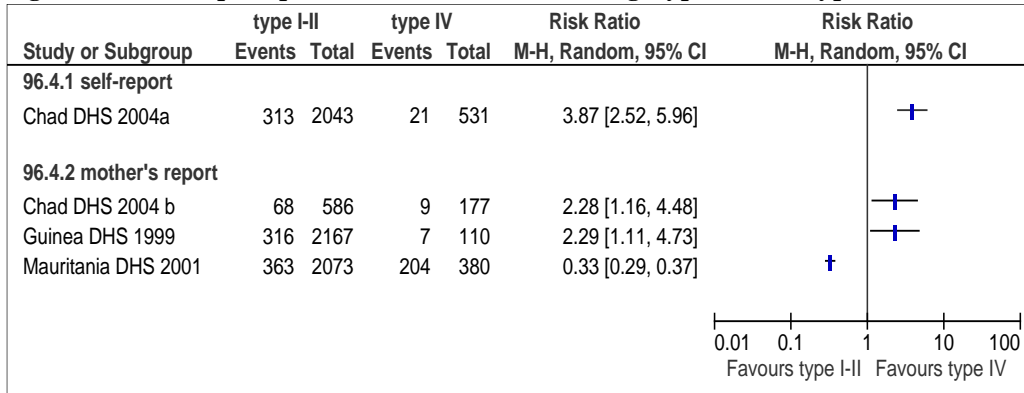 type I-II type IV Risk Ratio Risk Ratio
Study or Subgroup Events Total Events Total M-H, Random, 95% CI M-H, Random, 95% CI
96.4.1 self-report
Chad DHS 2004a 313 2043 21 531 3.87 [2.52, 5.96]
96.4.2 mother's report
Chad DHS 2004 b 68 586 9 177 2.28 [1.16, 4.48]
Guinea DHS 1999 316 2167 7 110 2.29 [1.11, 4.73]
Mauritania DHS 2001 363 2073 204 380 0.33 [0.29, 0.37]
0.01 0.1 1 10 100
Favours type I-II Favours type IV